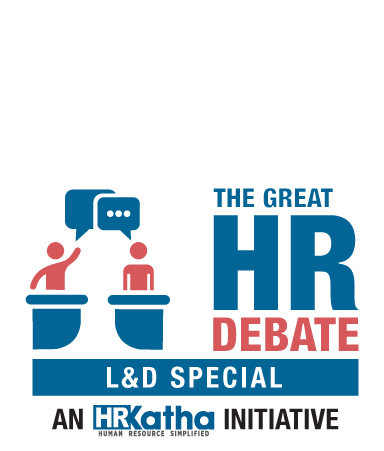 THE GREAT
HR
DEBATE
L&D SPECIAL
AN HRKatha INITIATIVE
HUMAN RESOURCE SIMPLIFIED